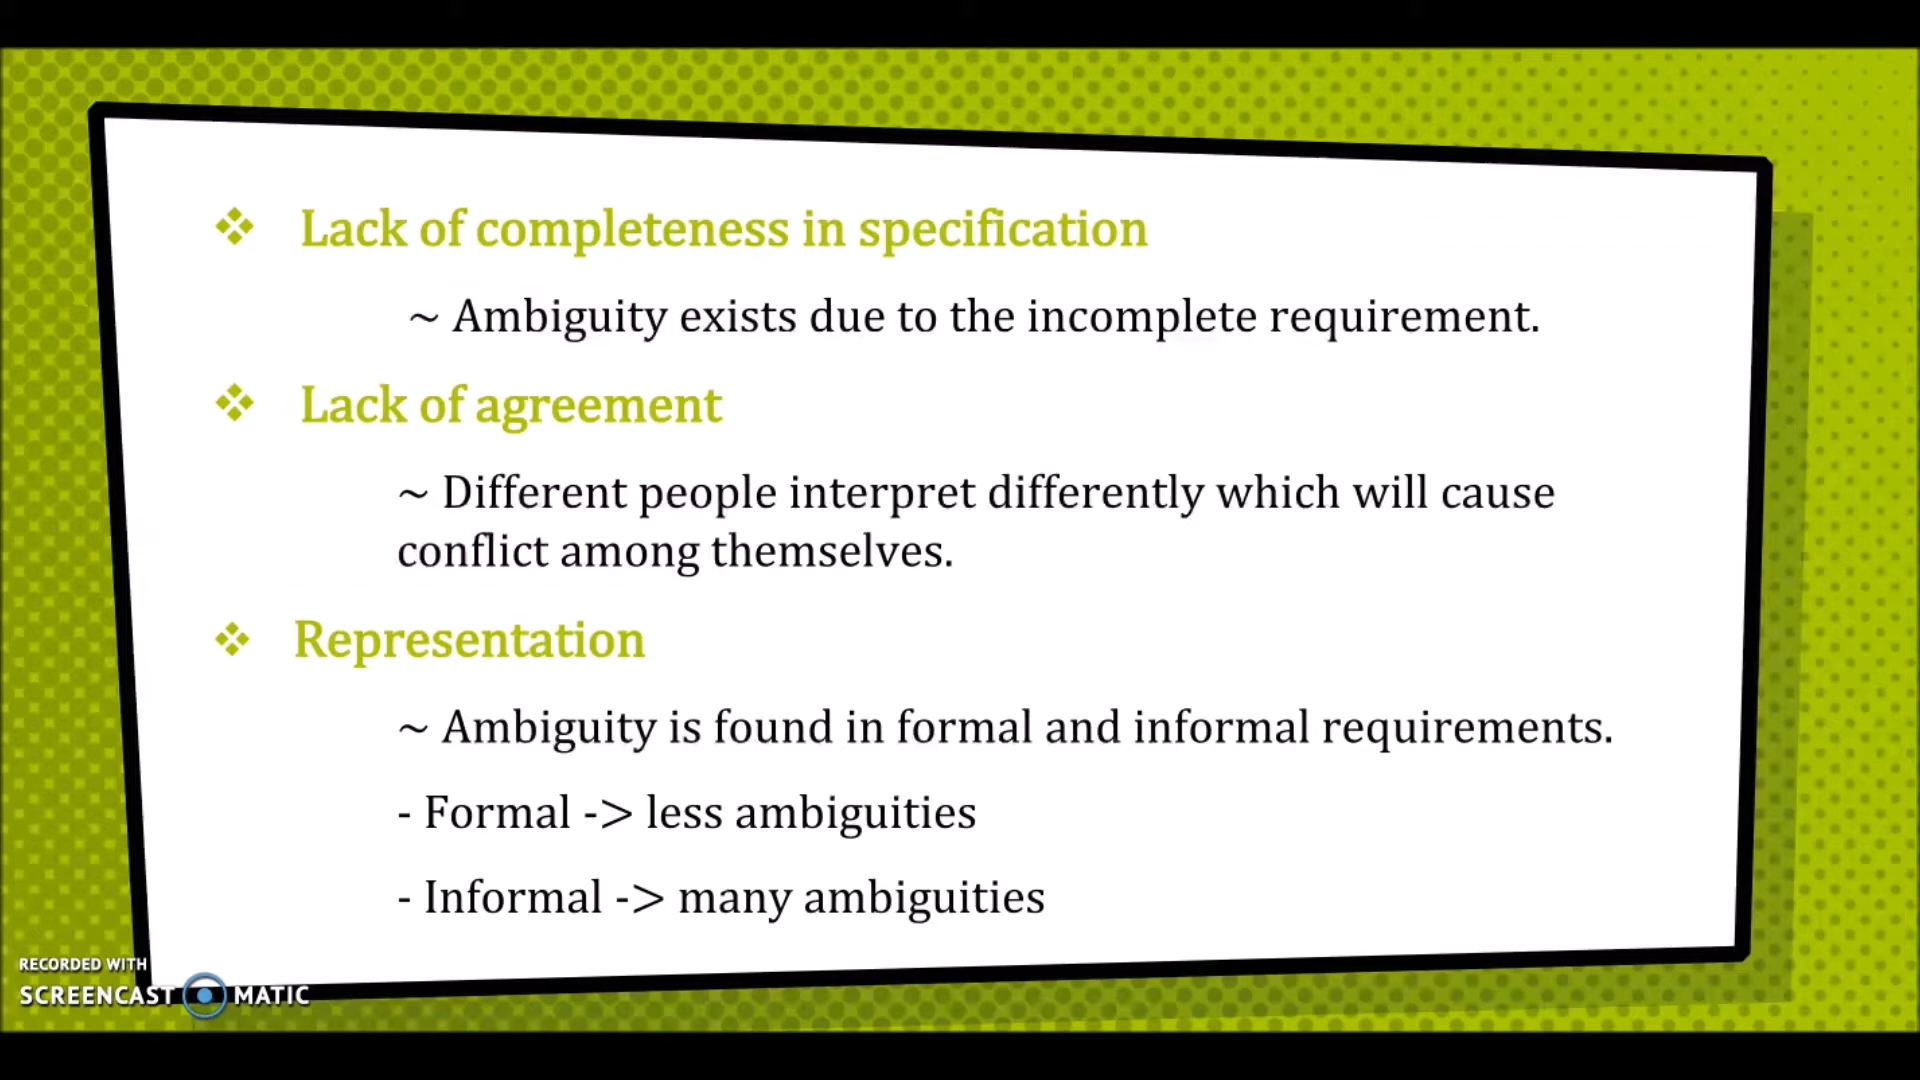 ❖ Lack of completeness in specification
~ Ambiguity exists due to the incomplete requirement.
❖ Lack of agreement
~ Different people interpret differently which will cause
conflict among themselves.
❖ Representation
~ Ambiguity is found in formal and informal requirements.
- Formal -> less ambiguities
- Informal -> many ambiguities
RECORDED WITH
SCREENCAST MATIC